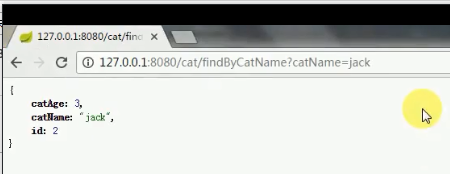 127.0.0.1:8080/cat/fin
127.0.0.1:8080/cat/findByCatName?catName=jack
{
catAge: 3,
catName: "jack",
id: 2
}